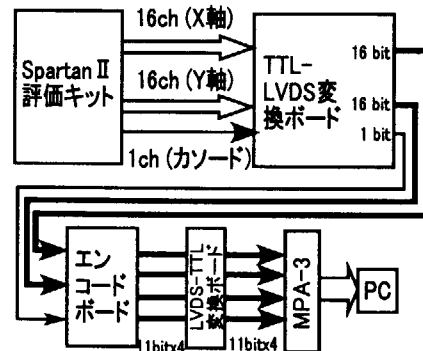 16ch (X軸)
Spartan II
評価キット
16ch (Y軸)
1ch (カソード)
TTL-
LVDS変
換ボード
16 bit
16 bit
1 bit
エン
コード
ボード
11bitx4
LVDS-TTL
変換ボード
11bitx4
MPA-3
PC